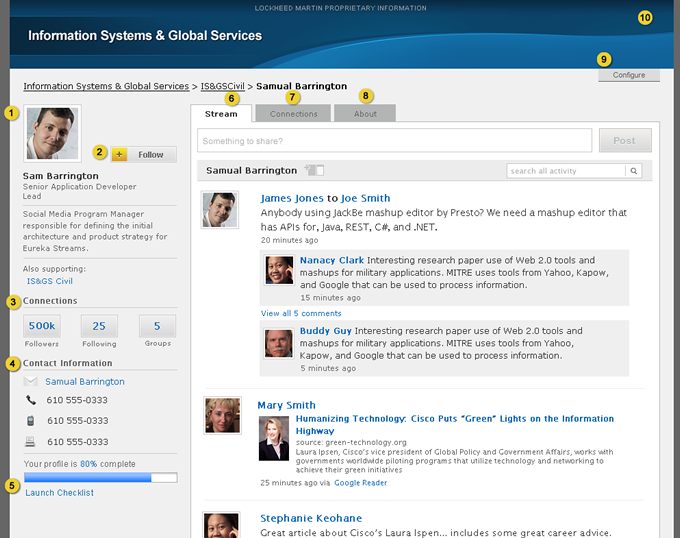 LOCKHEED MARTIN PROPRIETARY INFORMATION
10
Information Systems & Global Services
9
Configure
Information Systems & Global Services > IS&GSCivil > Samual Barrington
6
7
8
Stream
Connections
About
1
Something to share?
Post
2
+ Follow
Samual Barrington
search all activity
Sam Barrington
Senior Application Developer
Lead
Social Media Program Manager
responsible for defining the initial
architecture and product strategy for
Eureka Streams.
Also supporting:
IS&GS Civil
3
Connections
500k
25
5
Followers
Following
Groups
4
Contact Information
Samual Barrington
610 555-0333
610 555-0333
610 555-0333
Your profile is 80% complete
5
Launch Checklist
James Jones to Joe Smith
Anybody using JackBe mashup editor by Presto? We need a mashup editor that
has APIs for, Java, REST, C#, and .NET.
20 minutes ago
Nanacy Clark Interesting research paper use of Web 2.0 tools and
mashups for military applications. MITRE uses tools from Yahoo, Kapow,
and Google that can be used to process information.
15 minutes ago
View all 5 comments
Buddy Guy Interesting research paper use of Web 2.0 tools and
mashups for military applications. MITRE uses tools from Yahoo,
Kapow, and Google that can be used to process information.
5 minutes ago
Mary Smith
Humanizing Technology: Cisco Puts "Green" Lights on the Information
Highway
source: green-technology.org
Laura Ipsen, Cisco's vice president of Global Policy and Government Affairs, works with
governments worldwide piloting programs that utilize technology and networking to
achieve their green initiatives
25 minutes ago via Google Reader
Stephanie Keohane
Great article about Cisco's Laura Ispen... includes some great career advice.